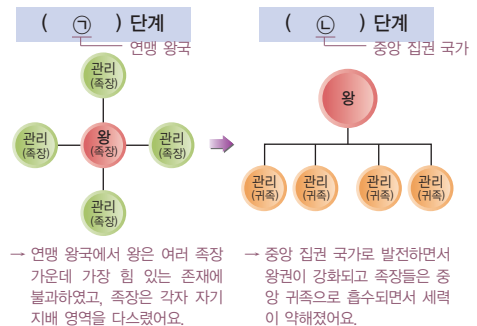 ( ㉠ ) 단계
연맹 왕국
관리
(족장)
관리
(족장)
왕
(족장)
관리
(족장)
관리
(족장)
→ 연맹 왕국에서 왕은 여러 족장
가운데 가장 힘 있는 존재에
불과하였고, 족장은 각자 자기
지배 영역을 다스렸어요.
( ㉡ ) 단계
중앙 집권 국가
왕
관리
(귀족)
관리
(귀족)
관리
(귀족)
관리
(귀족)
→ 중앙 집권 국가로 발전하면서
왕권이 강화되고 족장들은 중
앙 귀족으로 흡수되면서 세력
이 약해졌어요.